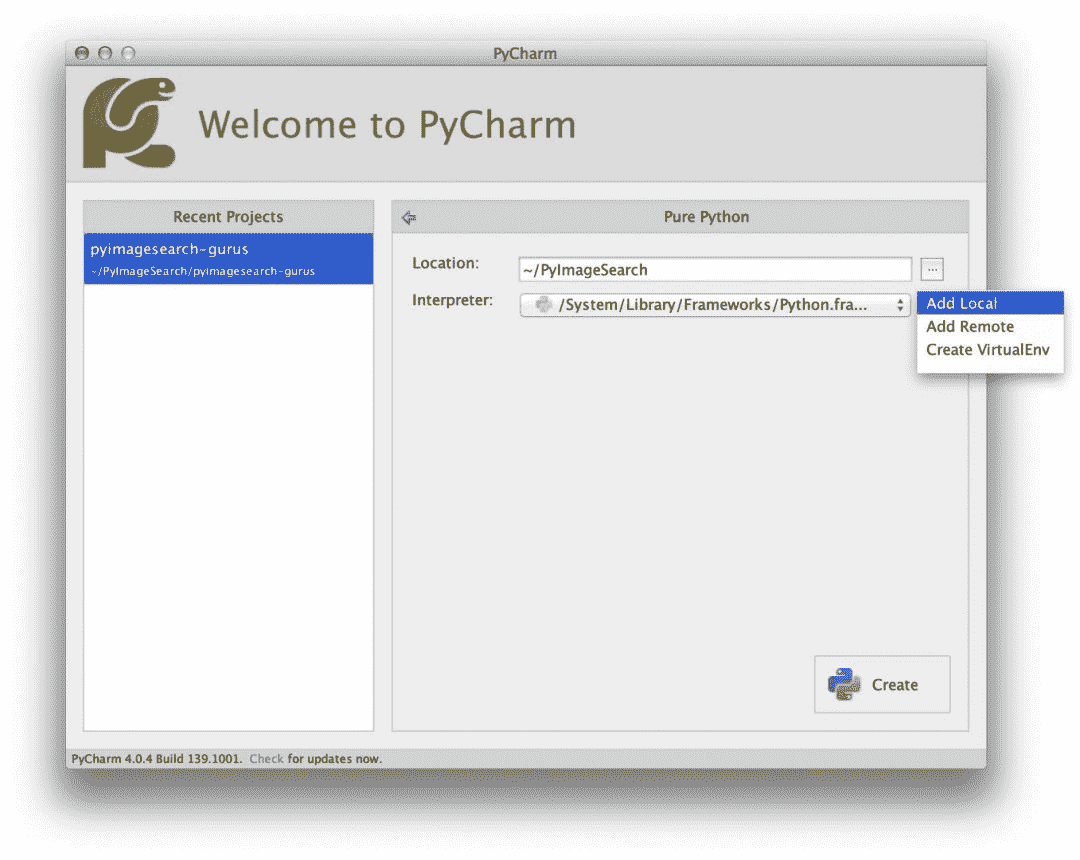 PyCharm
Welcome to PyCharm
Recent Projects
pyimagesearch-gurus
~/PyImageSearch/pyimagesearch-gurus
Pure Python
Location:
~/PyImageSearch
...
Interpreter:
/System/Library/Frameworks/Python.fra...
Add Local
Add Remote
Create VirtualEnv
Create
PyCharm 4.0.4 Build 139.1001. Check for updates now.